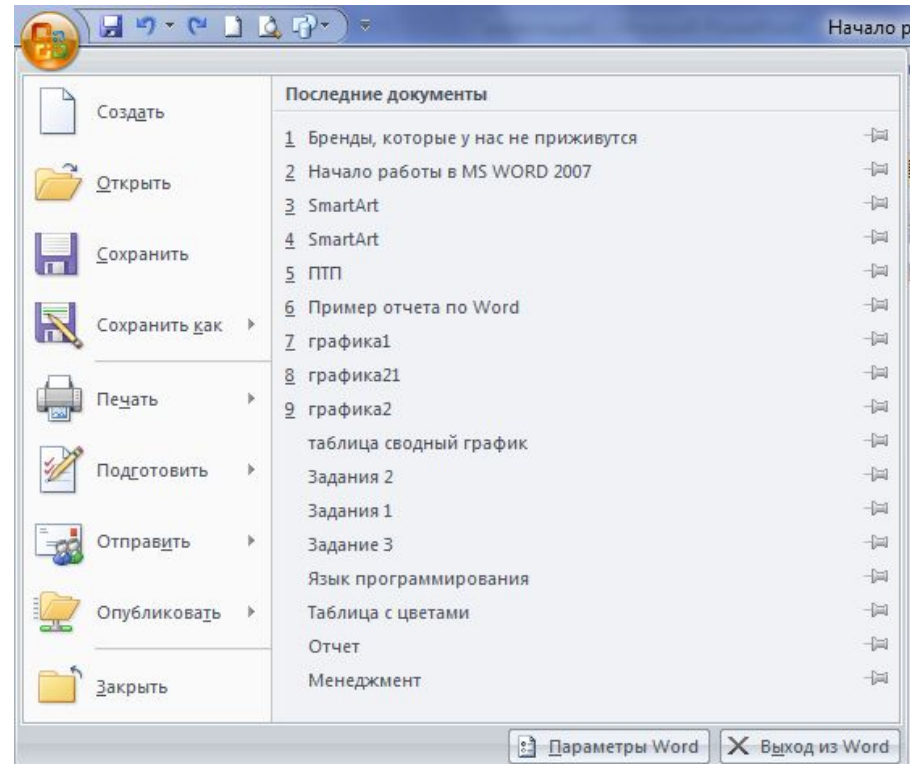 Начало р
Создать
Открыть
Сохранить
Сохранить как
Печать
Подготовить
Отправить
Опубликовать
Закрыть
Последние документы
1 Бренды, которые у нас не приживутся
2 Начало работы в MS WORD 2007
3 SmartArt
4 SmartArt
5 ПТП
6 Пример отчета по Word
7 графика1
8 графика21
9 графика2
таблица сводный график
Задания 2
Задания 1
Задание 3
Язык программирования
Таблица с цветами
Отчет
Менеджмент
Параметры Word
Выход из Word